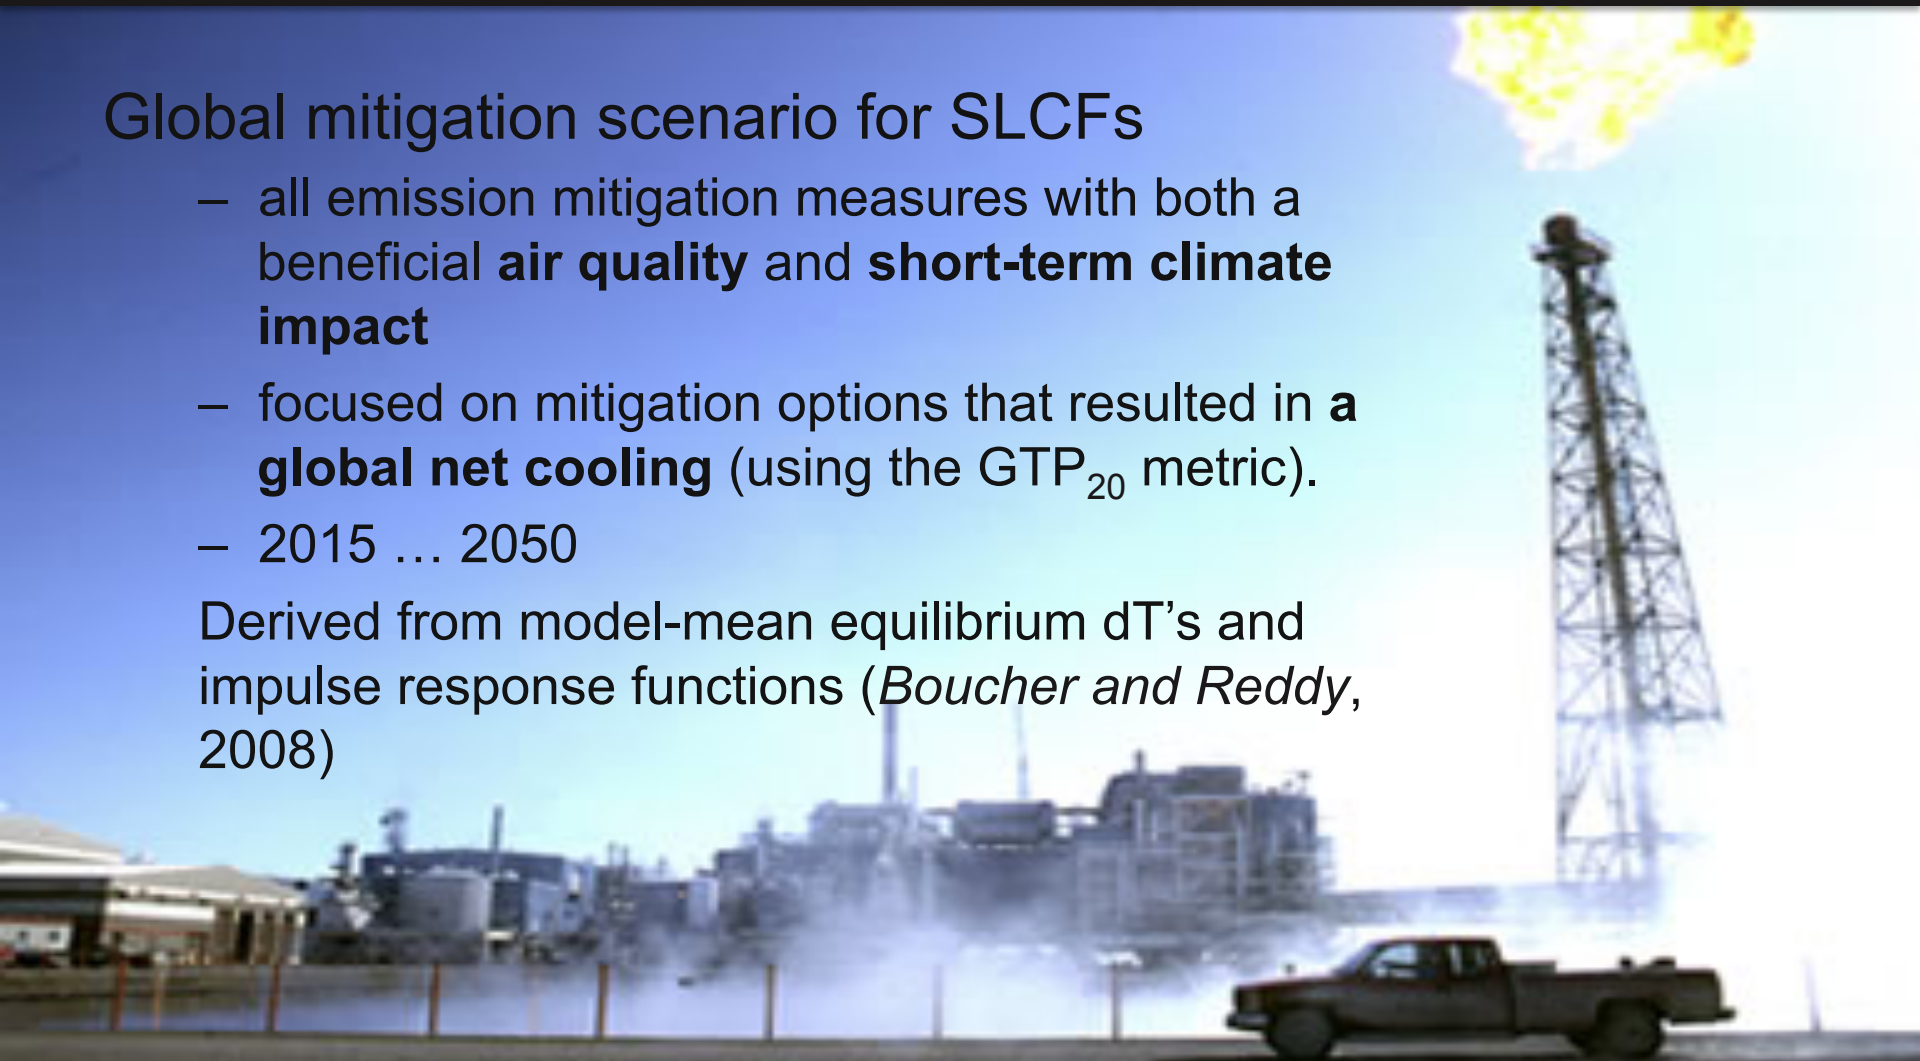 Global mitigation scenario for SLCFs
– all emission mitigation measures with both a
beneficial air quality and short-term climate
impact
– focused on mitigation options that resulted in a
global net cooling (using the GTP₂₀ metric).
– 2015 … 2050
Derived from model-mean equilibrium dT’s and
impulse response functions (Boucher and Reddy,
2008)